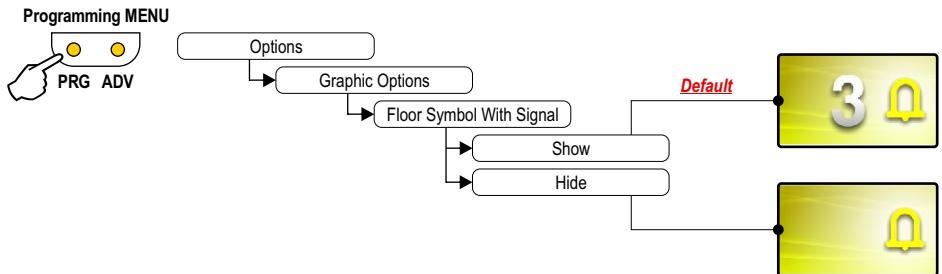 Programming MENU
PRG ADV
Options
Graphic Options
Floor Symbol With Signal
Show
Hide
Default
3